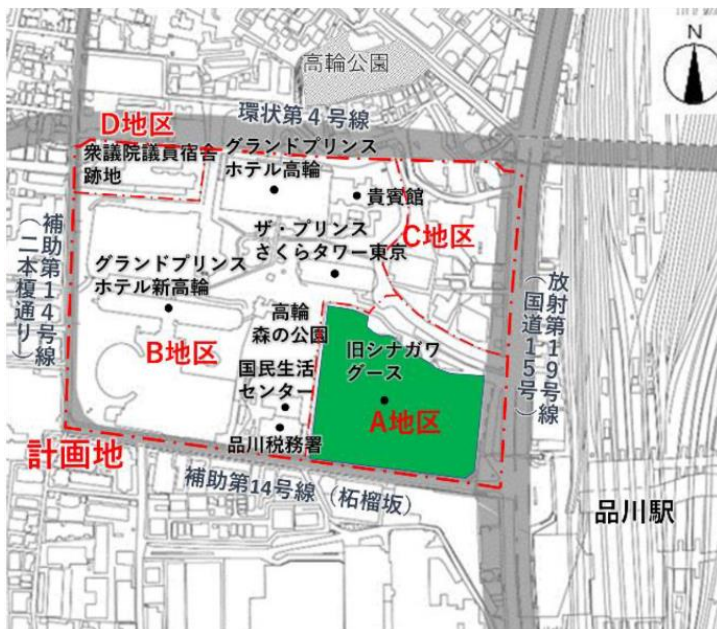 高輪公園
N
環状第4号線
D地区
衆議院議員宿舎
跡地
グランドプリンス
ホテル高輪
貴賓館
C地区
ザ・プリンス
さくらタワー東京
補助第14号線
（二本榎通り）
グランドプリンス
ホテル新高輪
放射第19号線
（国道15号）
高輪
森の公園
B地区
旧シナガワ
グース
国民生活
センター
A地区
品川税務署
計画地
補助第14号線（柘榴坂）
品川駅